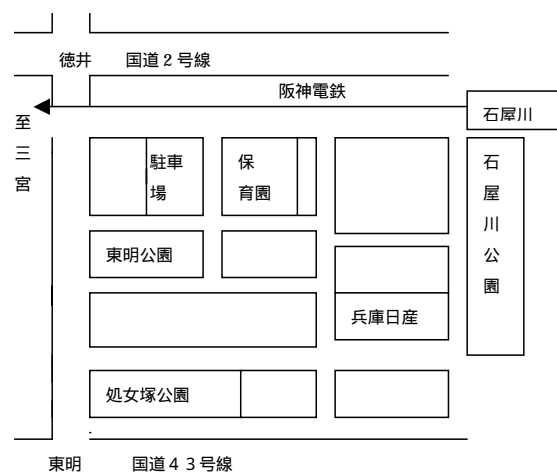 徳井　国道２号線
阪神電鉄
石屋川
至三宮
駐車
場
保
育園
石屋川公園
東明公園
兵庫日産
処女塚公園
東明　国道４３号線